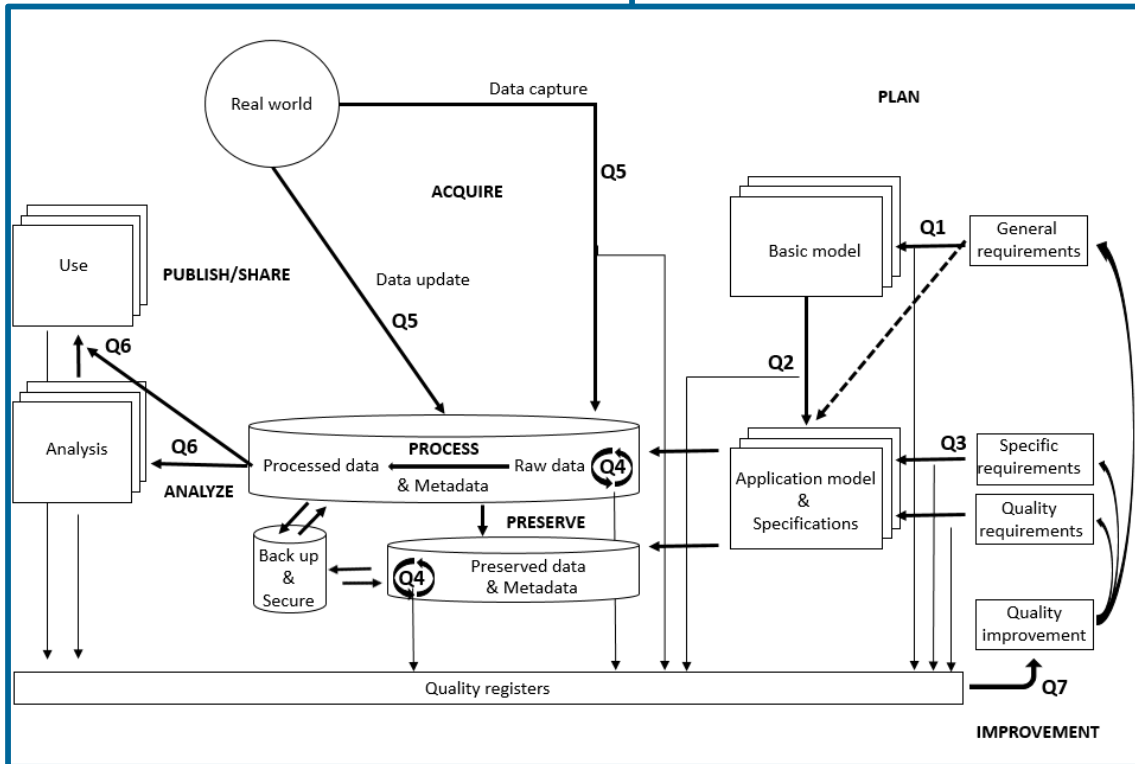 Data capture
PLAN
Real world
Q5
ACQUIRE
Q1
General
requirements
Basic model
Use
PUBLISH/SHARE
Data update
Q5
Q6
Q2
Analysis
Q6
ANALYZE
PROCESS
Processed data
Raw data
Q4
& Metadata
Q3
Specific
requirements
Application model
&
Specifications
Quality
requirements
PRESERVE
Back up
&
Secure
Q4
Preserved data
& Metadata
Quality
improvement
Quality registers
Q7
IMPROVEMENT